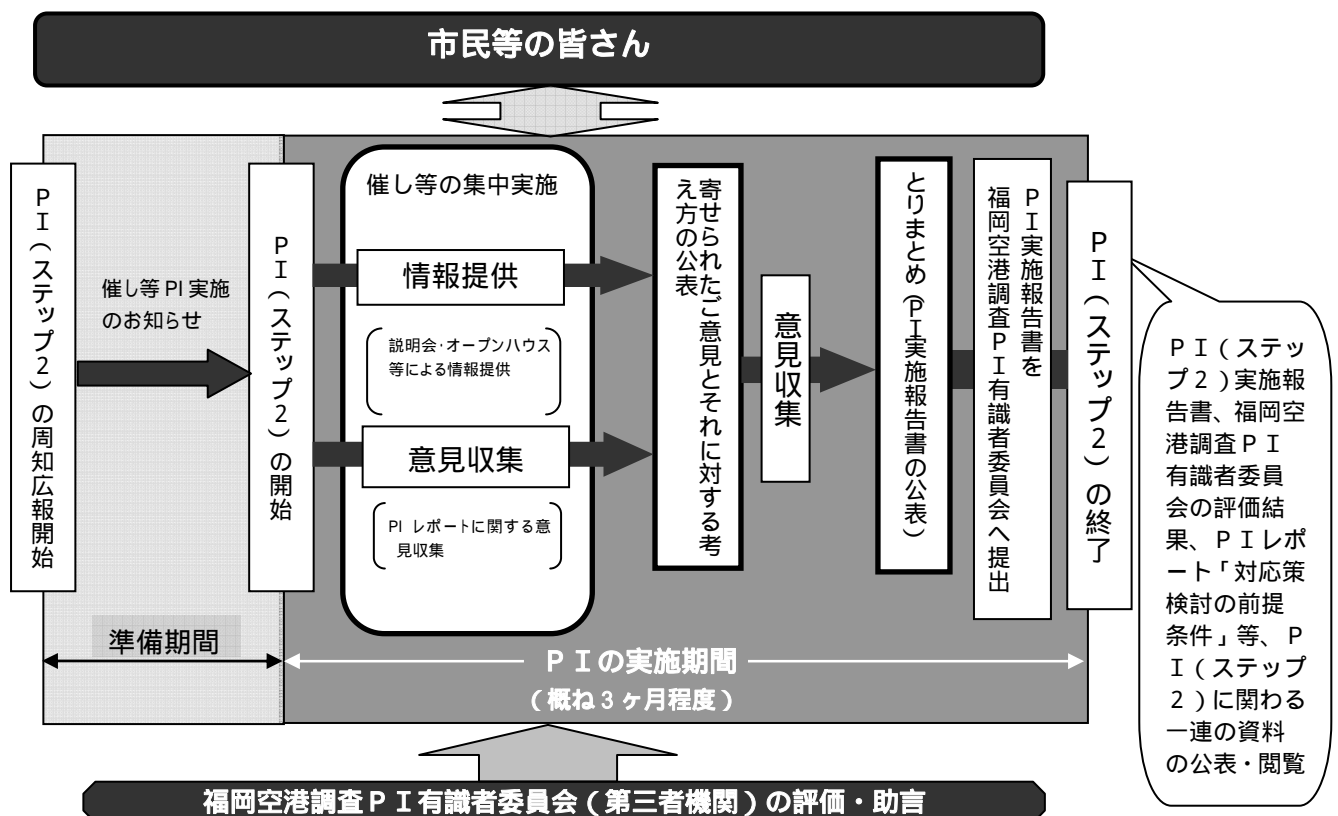 市民等の皆さん
PI(ステップ2)の周知広報開始
催し等 PI 実施
のお知らせ
PI(ステップ2)の開始
催し等の集中実施
情報提供
説明会・オープンハウス
等による情報提供
意見収集
PI レポートに関する意
見収集
寄せられたご意見とそれに対する考
え方の公表
意見収集
とりまとめ(PI実施報告書の公表)
PI実施報告書を
福岡空港調査PI有識者委員会へ提出
PI(ステップ2)の終了
PI(ステッ
プ2)実施報
告書、福岡空
港調査PI
有識者委員
会の評価結
果、PIレポ
ート「対応策
検討の前提
条件」等、P
I(ステップ
2)に関わる
一連の資料
の公表・閲覧
準備期間
PIの実施期間
(概ね3ヶ月程度)
福岡空港調査PI有識者委員会(第三者機関)の評価・助言